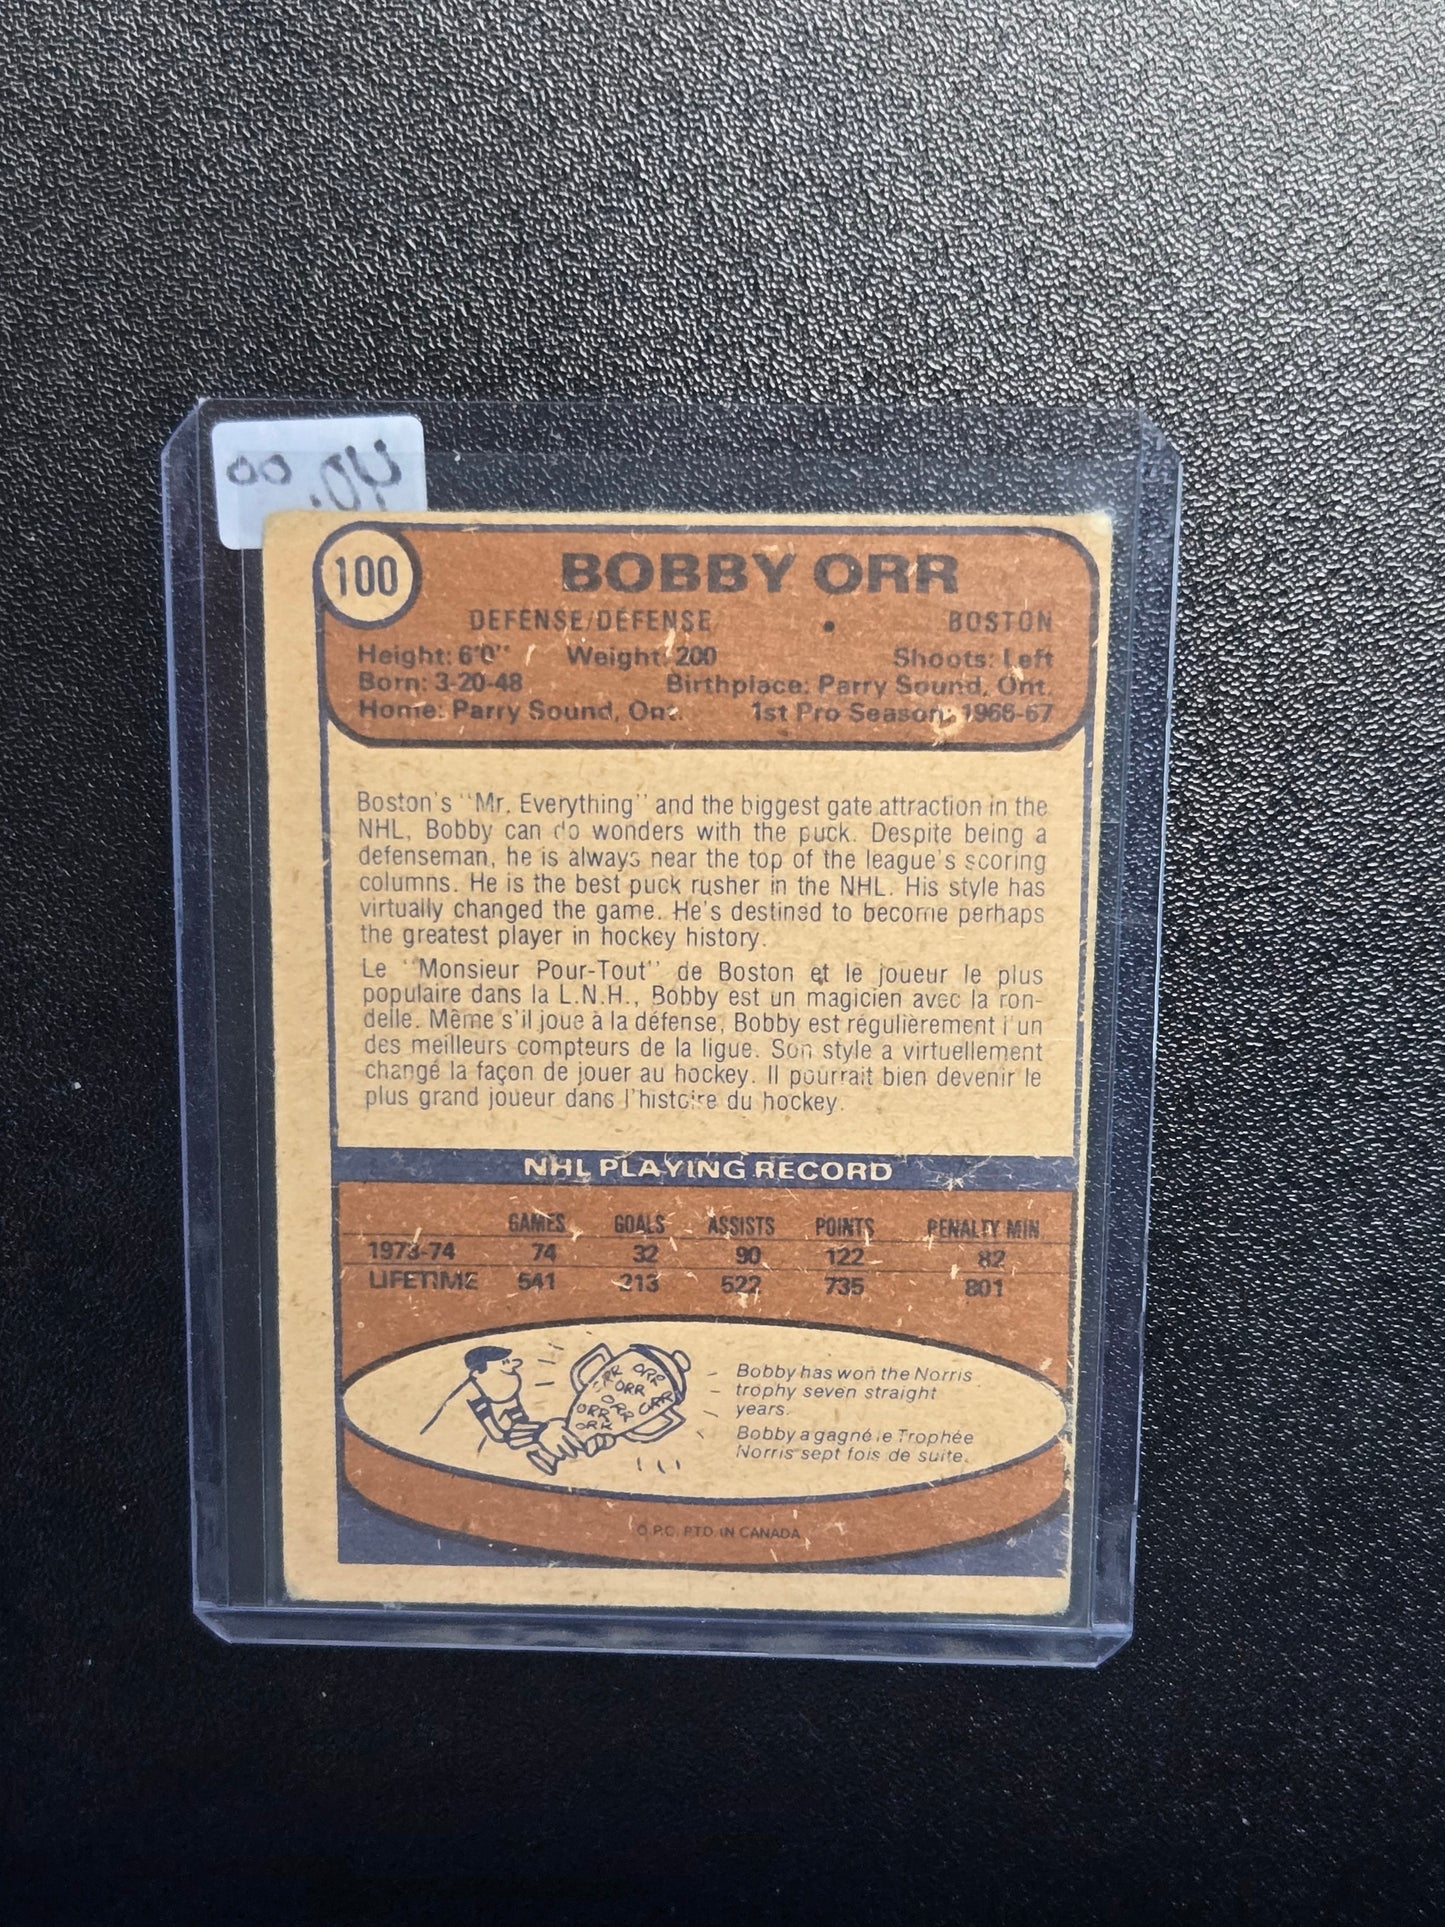 40.00
100
BOBBY ORR
DEFENSE/DÉFENSE • BOSTON
Height: 6'0" Weight: 200 Shoots: Left
Born: 3-20-48 Birthplace: Parry Sound, Ont.
Home: Parry Sound, Ont. 1st Pro Season: 1966-67
Boston's "Mr. Everything" and the biggest gate attraction in the
NHL, Bobby can do wonders with the puck. Despite being a
defenseman, he is always near the top of the league's scoring
columns. He is the best puck rusher in the NHL. His style has
virtually changed the game. He's destined to become perhaps
the greatest player in hockey history.
Le "Monsieur Pour-Tout" de Boston et le joueur le plus
populaire dans la L.N.H., Bobby est un magicien avec la ron-
delle. Même s'il joue à la défense, Bobby est régulièrement l'un
des meilleurs compteurs de la ligue. Son style a virtuellement
changé la façon de jouer au hockey. Il pourrait bien devenir le
plus grand joueur dans l'histoire du hockey.
NHL PLAYING RECORD
GAMES GOALS ASSISTS POINTS PENALTY MIN
1973-74 74 32 90 122 82
LIFETIME 541 213 522 735 801
ORR ORR
ORR
ORR ORR
ORR
ORR
Bobby has won the Norris
trophy seven straight
years.
Bobby a gagné le Trophée
Norris sept fois de suite.
© P.C. PTD. IN CANADA